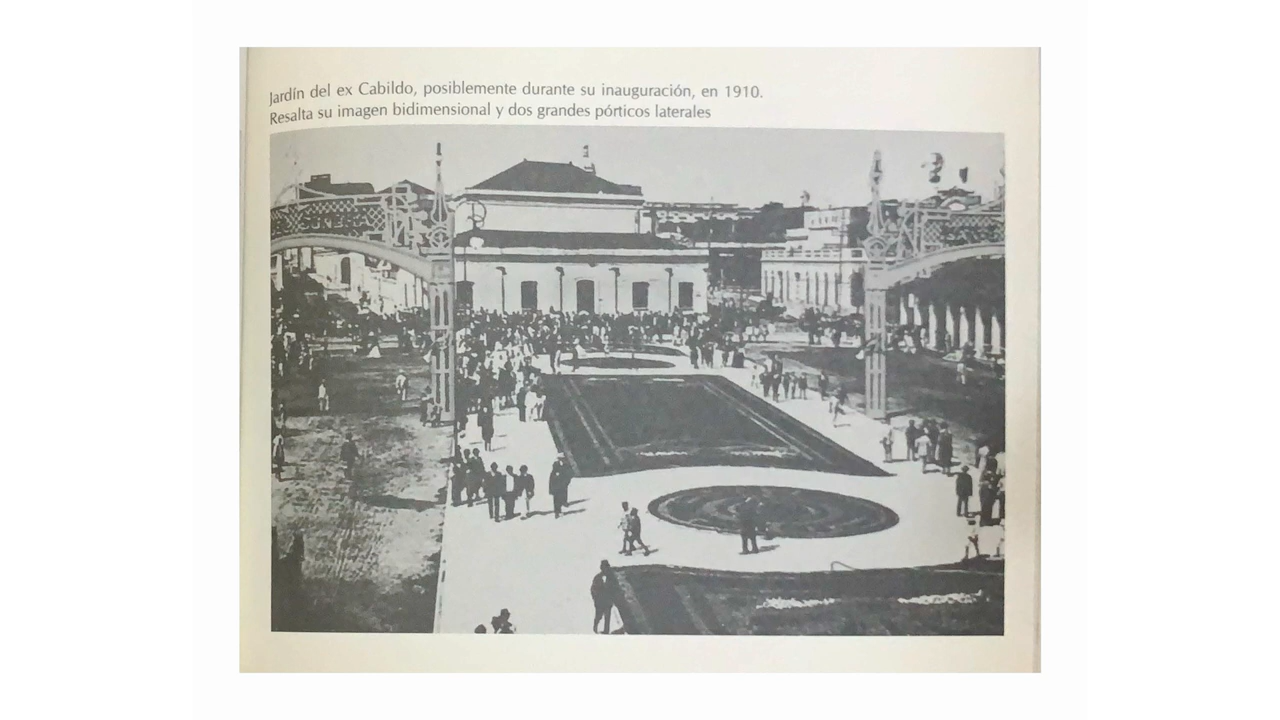 Jardín del ex Cabildo, posiblemente durante su inauguración, en 1910.
Resalta su imagen bidimensional y dos grandes pórticos laterales